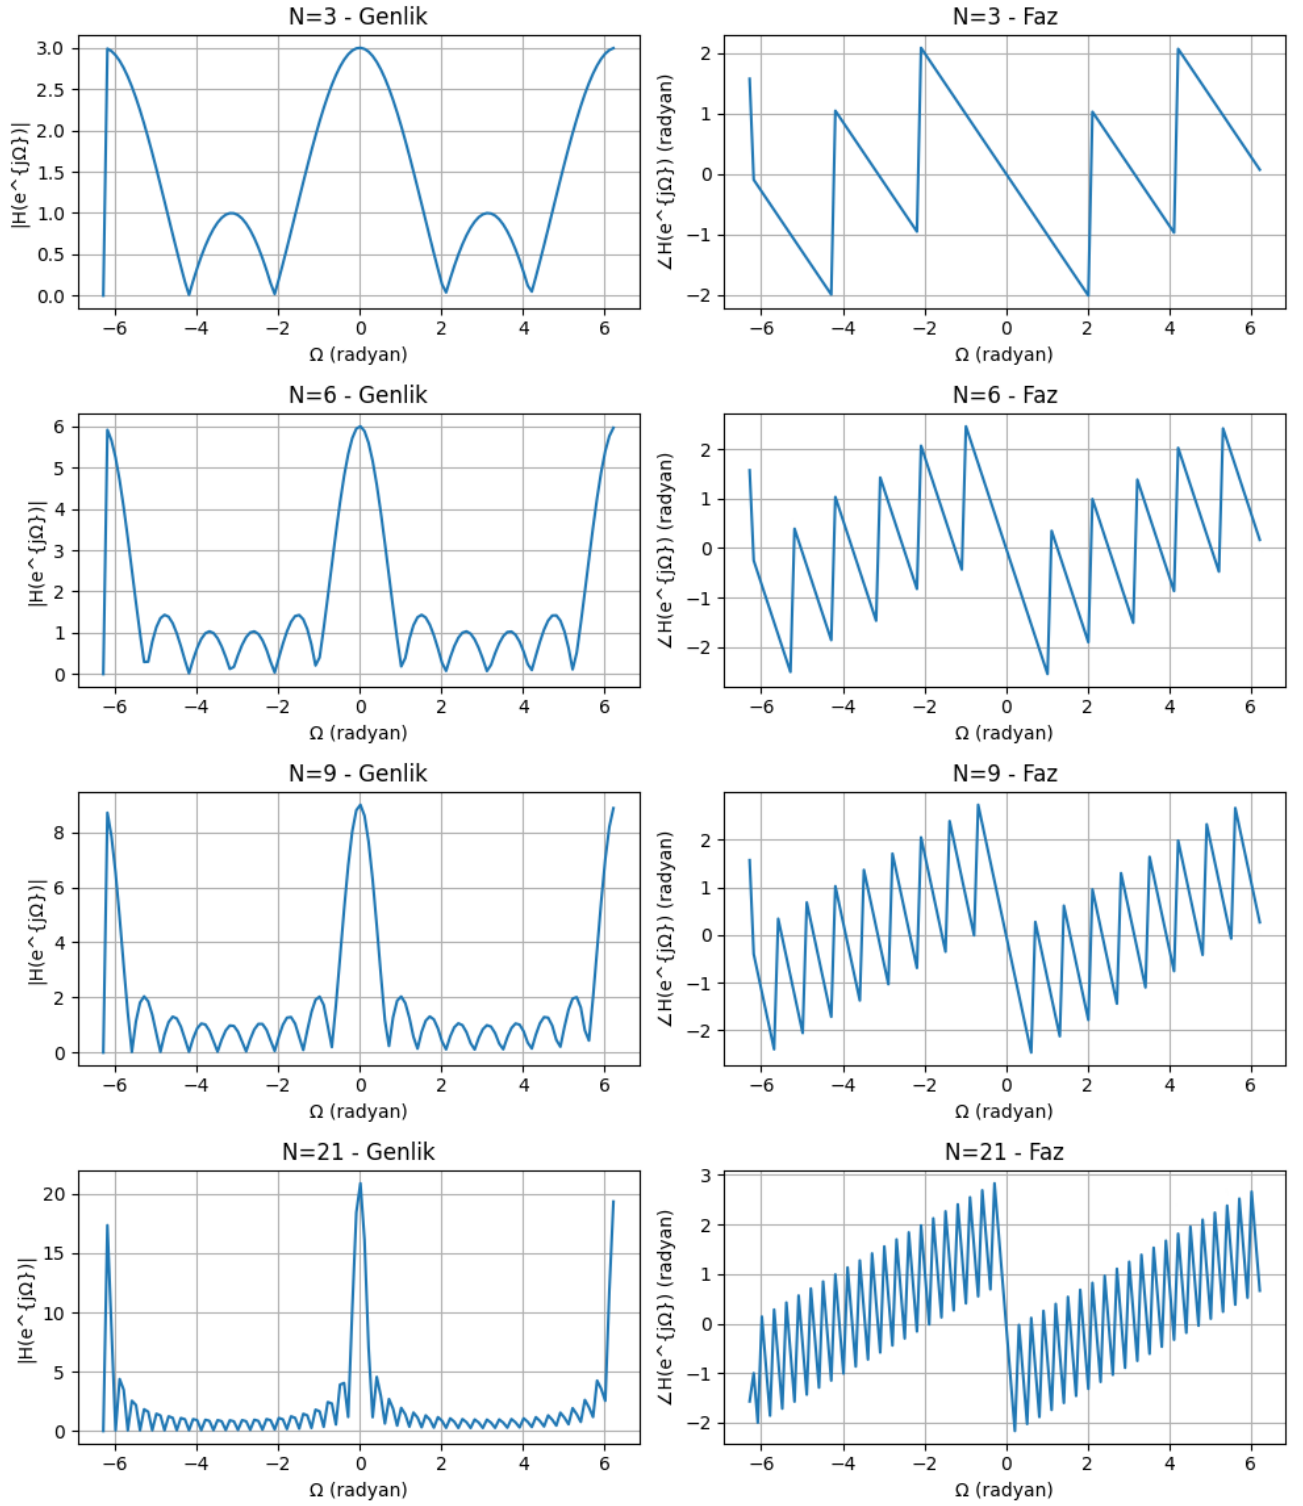 N=3 - Genlik
|H(e^{jΩ})|
3.0
2.5
2.0
1.5
1.0
0.5
0.0
−6 −4 −2 0 2 4 6
Ω (radyan)
N=3 - Faz
∠H(e^{jΩ}) (radyan)
2
1
0
−1
−2
−6 −4 −2 0 2 4 6
Ω (radyan)
N=6 - Genlik
|H(e^{jΩ})|
6
5
4
3
2
1
0
−6 −4 −2 0 2 4 6
Ω (radyan)
N=6 - Faz
∠H(e^{jΩ}) (radyan)
2
1
0
−1
−2
−6 −4 −2 0 2 4 6
Ω (radyan)
N=9 - Genlik
|H(e^{jΩ})|
8
6
4
2
0
−6 −4 −2 0 2 4 6
Ω (radyan)
N=9 - Faz
∠H(e^{jΩ}) (radyan)
2
1
0
−1
−2
−6 −4 −2 0 2 4 6
Ω (radyan)
N=21 - Genlik
|H(e^{jΩ})|
20
15
10
5
0
−6 −4 −2 0 2 4 6
Ω (radyan)
N=21 - Faz
∠H(e^{jΩ}) (radyan)
3
2
1
0
−1
−2
−6 −4 −2 0 2 4 6
Ω (radyan)